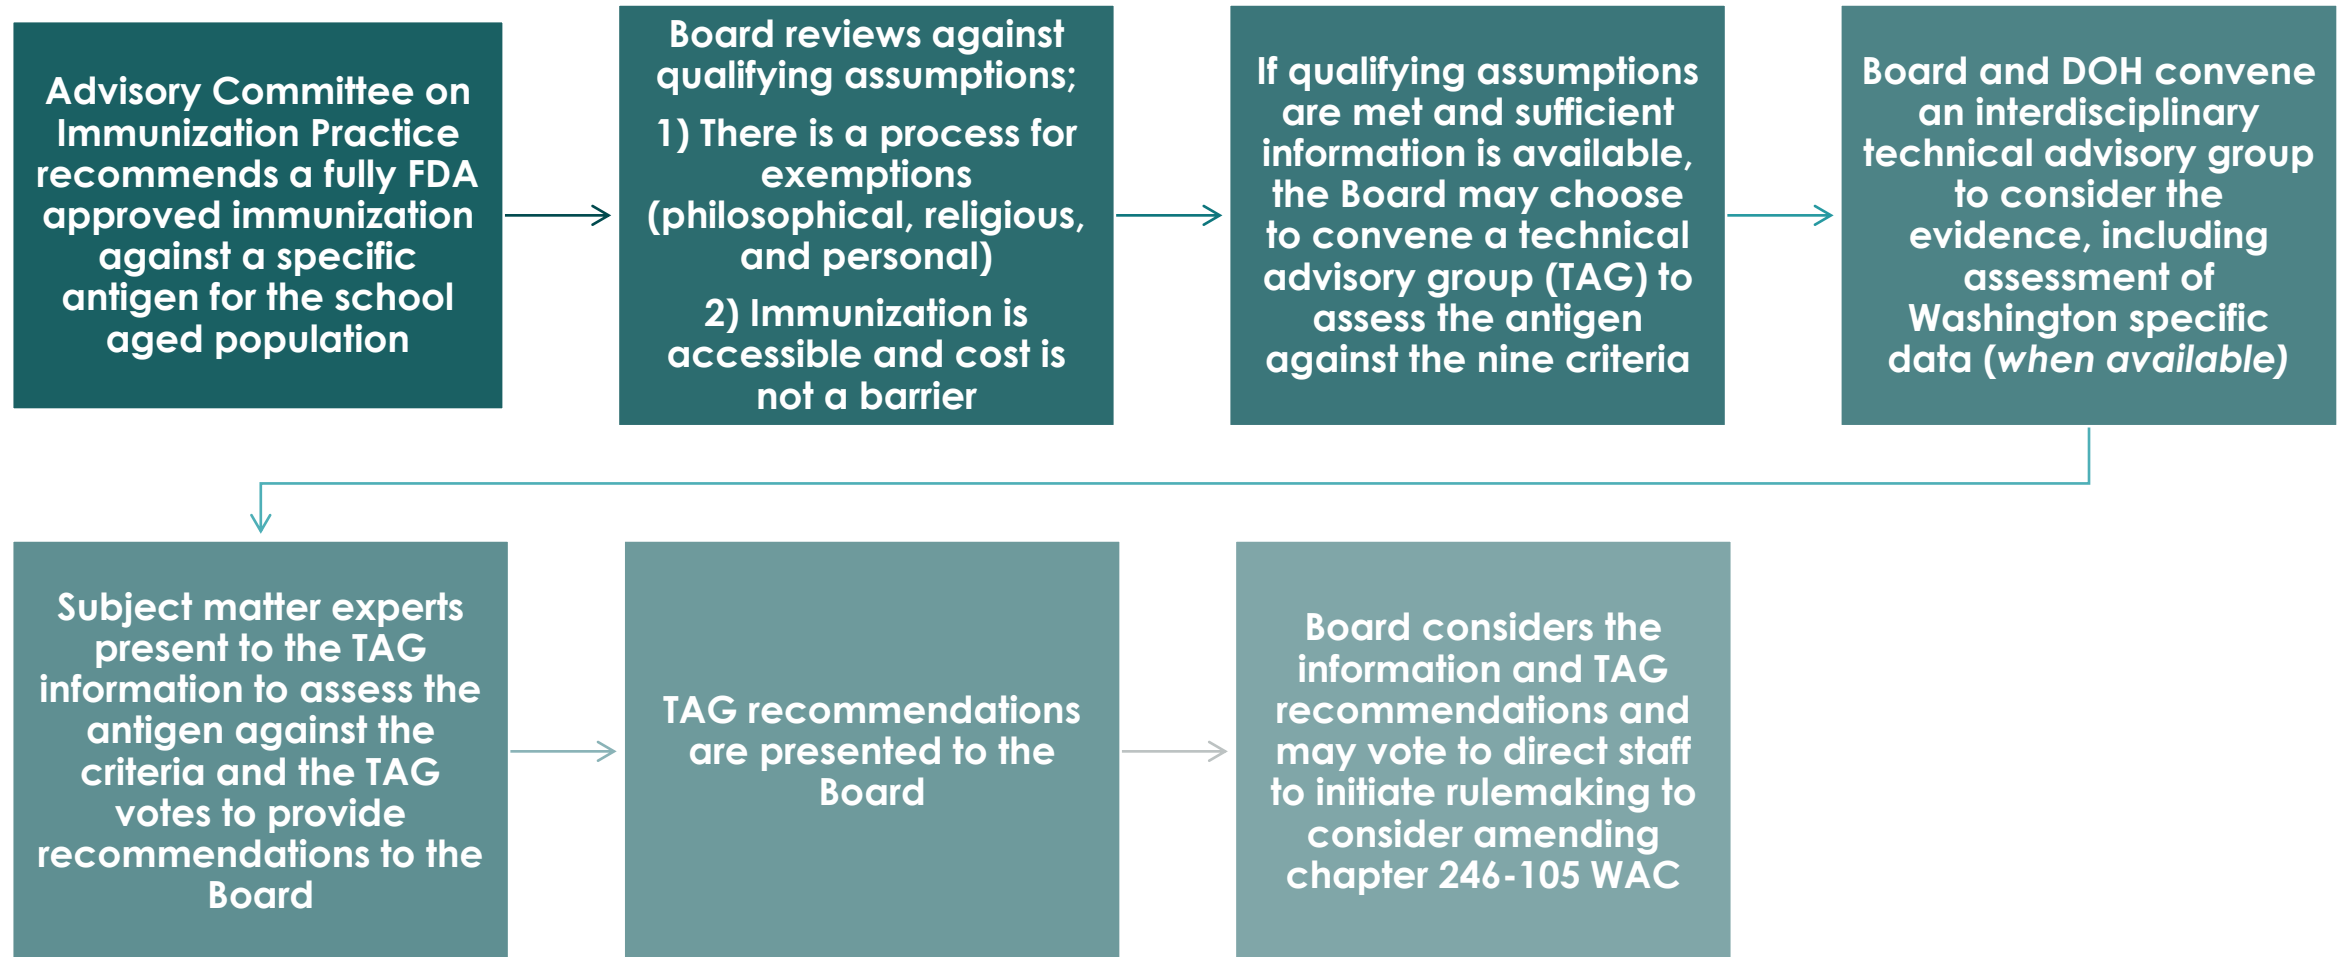 Advisory Committee on
Immunization Practice
recommends a fully FDA
approved immunization
against a specific
antigen for the school
aged population
Board reviews against
qualifying assumptions;
1) There is a process for
exemptions
(philosophical, religious,
and personal)
2) Immunization is
accessible and cost is
not a barrier
If qualifying assumptions
are met and sufficient
information is available,
the Board may choose
to convene a technical
advisory group (TAG) to
assess the antigen
against the nine criteria
Board and DOH convene
an interdisciplinary
technical advisory group
to consider the
evidence, including
assessment of
Washington specific
data (when available)
Subject matter experts
present to the TAG
information to assess the
antigen against the
criteria and the TAG
votes to provide
recommendations to the
Board
TAG recommendations
are presented to the
Board
Board considers the
information and TAG
recommendations and
may vote to direct staff
to initiate rulemaking to
consider amending
chapter 246-105 WAC